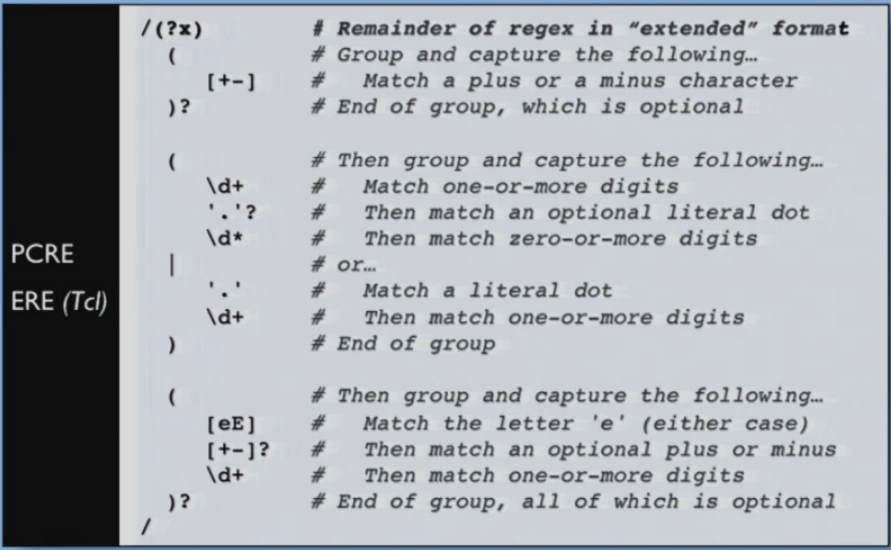 /(?x) # Remainder of regex in “extended” format
( # Group and capture the following…
[+-] # Match a plus or a minus character
)? # End of group, which is optional
( # Then group and capture the following…
\d+ # Match one-or-more digits
'.'? # Then match an optional literal dot
\d* # Then match zero-or-more digits
| # or…
'.' # Match a literal dot
\d+ # Then match one-or-more digits
) # End of group
( # Then group and capture the following…
[eE] # Match the letter 'e' (either case)
[+-]? # Then match an optional plus or minus
\d+ # Then match one-or-more digits
)? # End of group, all of which is optional
/
PCRE
ERE (Tcl)